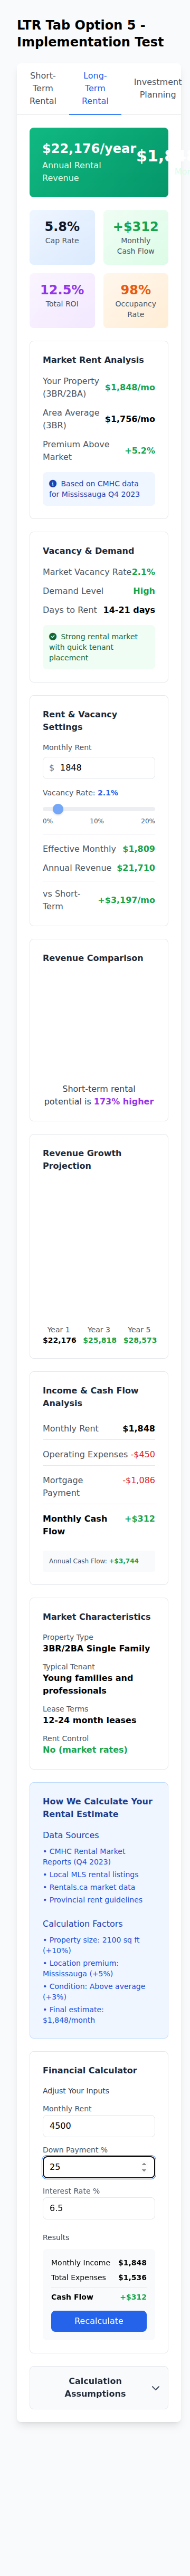 LTR Tab Option 5 -
Implementation Test
Short-
Term
Rental
Long-
Term
Rental
Investment
Planning
$22,176/year
Annual Rental
Revenue
5.8%
Cap Rate
+$312
Monthly
Cash Flow
12.5%
Total ROI
98%
Occupancy
Rate
Market Rent Analysis
Your Property
(3BR/2BA)
$1,848/mo
Area Average
(3BR)
$1,756/mo
Premium Above
Market
+5.2%
Based on CMHC data
for Mississauga Q4 2023
Vacancy & Demand
Market Vacancy Rate 2.1%
Demand Level High
Days to Rent 14-21 days
Strong rental market
with quick tenant
placement
Rent & Vacancy
Settings
Monthly Rent
$ 1848
Vacancy Rate: 2.1%
0% 10% 20%
Effective Monthly $1,809
Annual Revenue $21,710
vs Short-
Term
+$3,197/mo
Revenue Comparison
Short-term rental
potential is 173% higher
Revenue Growth
Projection
Year 1 Year 3 Year 5
$22,176 $25,818 $28,573
Income & Cash Flow
Analysis
Monthly Rent $1,848
Operating Expenses -$450
Mortgage
Payment
-$1,086
Monthly Cash
Flow
+$312
Annual Cash Flow: +$3,744
Market Characteristics
Property Type
3BR/2BA Single Family
Typical Tenant
Young families and
professionals
Lease Terms
12-24 month leases
Rent Control
No (market rates)
How We Calculate Your
Rental Estimate
Data Sources
• CMHC Rental Market
Reports (Q4 2023)
• Local MLS rental listings
• Rentals.ca market data
• Provincial rent guidelines
Calculation Factors
• Property size: 2100 sq ft
(+10%)
• Location premium:
Mississauga (+5%)
• Condition: Above average
(+3%)
• Final estimate:
$1,848/month
Financial Calculator
Adjust Your Inputs
Monthly Rent
4500
Down Payment %
25
Interest Rate %
6.5
Results
Monthly Income $1,848
Total Expenses $1,536
Cash Flow +$312
Recalculate
Calculation
Assumptions